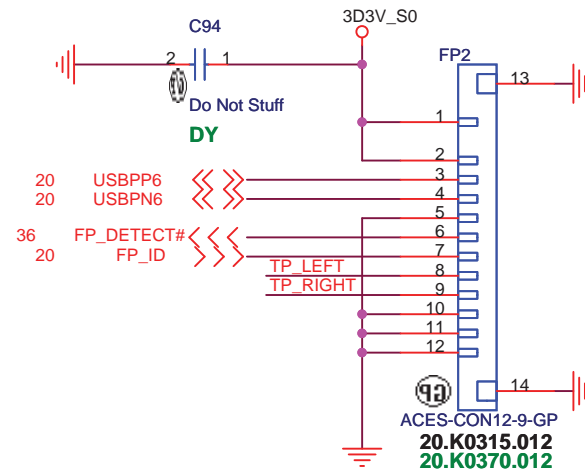 3D3V_S0
C94
2 1
Do Not Stuff
DY
FP2
13
1
2
20 USBPP6 3
20 USBPN6 4
5
36 FP_DETECT# 6
20 FP_ID 7
TP_LEFT 8
TP_RIGHT 9
10
11
12
GP
14
ACES-CON12-9-GP
20.K0315.012
20.K0370.012